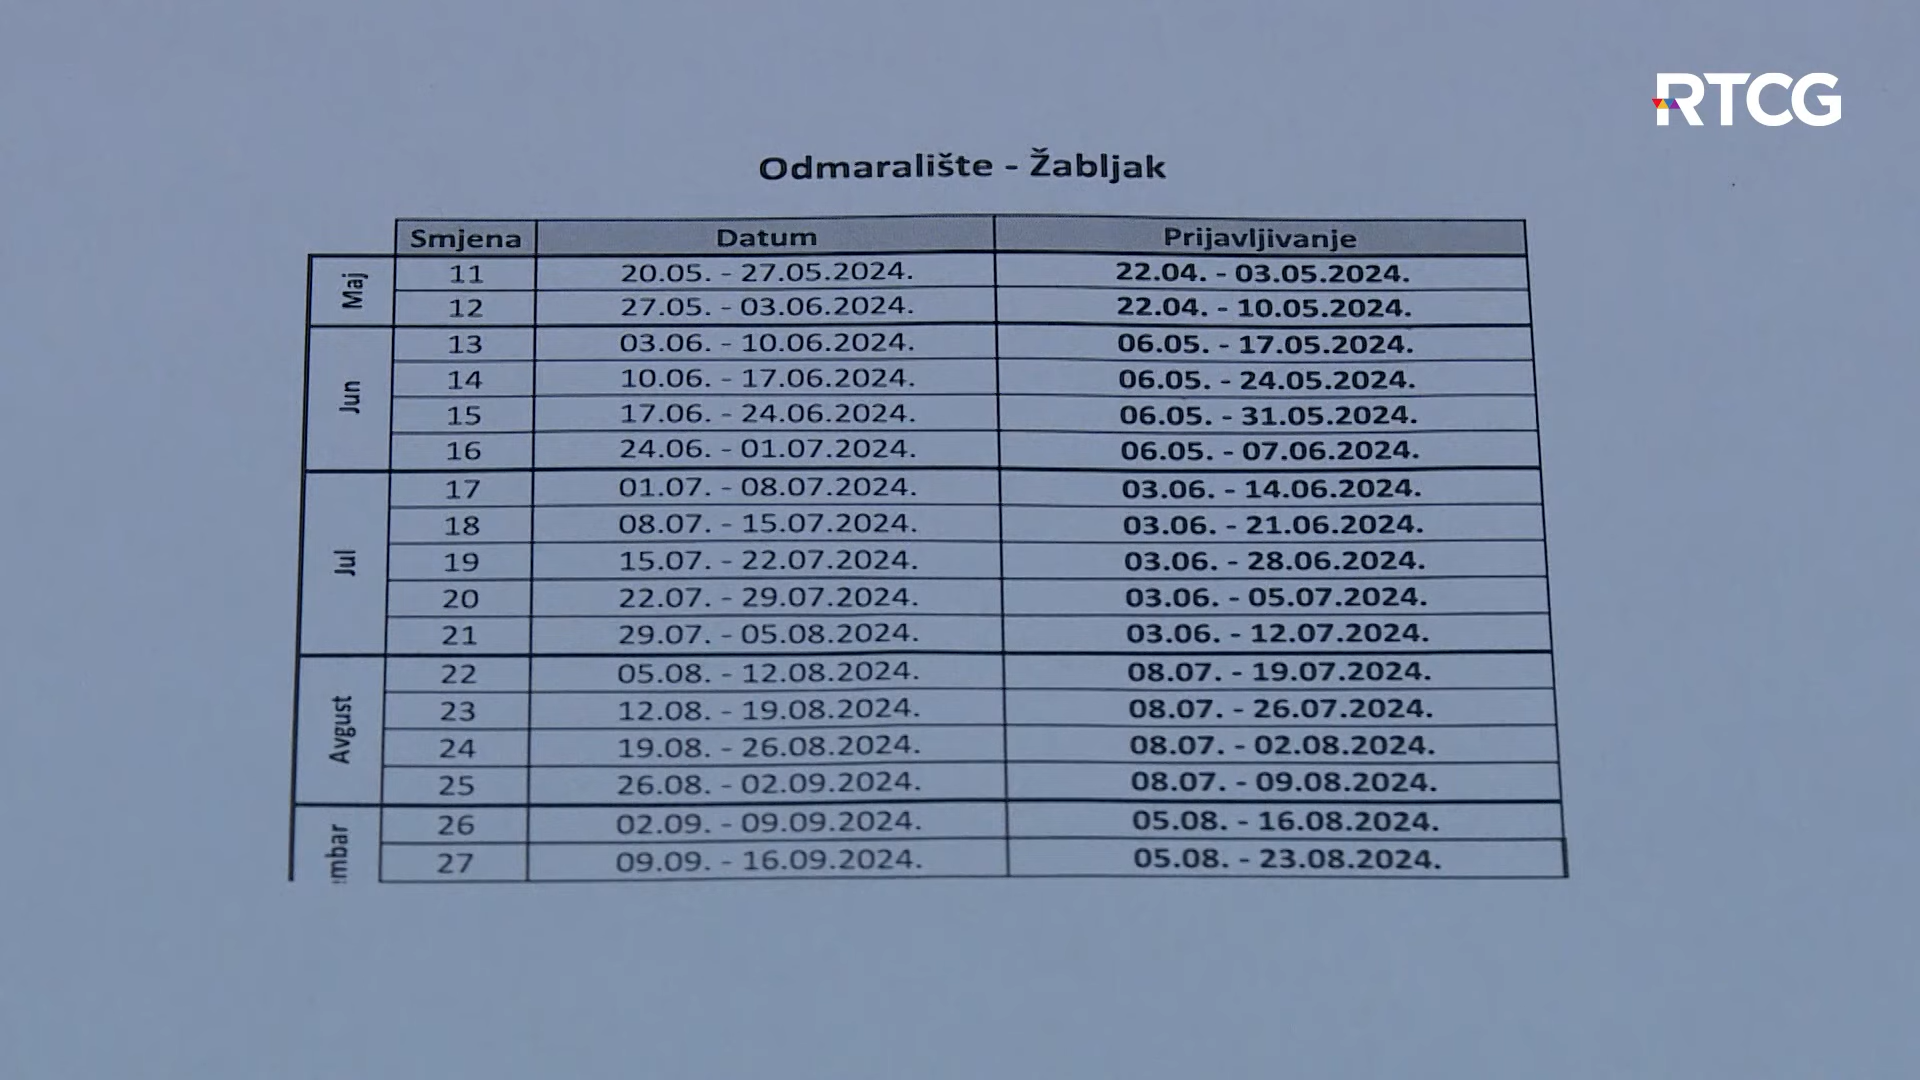 RTCG
Odmaralište - Žabljak
Smjena Datum Prijavljivanje
Maj
11 20.05. - 27.05.2024. 22.04. - 03.05.2024.
12 27.05. - 03.06.2024. 22.04. - 10.05.2024.
Jun
13 03.06. - 10.06.2024. 06.05. - 17.05.2024.
14 10.06. - 17.06.2024. 06.05. - 24.05.2024.
15 17.06. - 24.06.2024. 06.05. - 31.05.2024.
16 24.06. - 01.07.2024. 06.05. - 07.06.2024.
Jul
17 01.07. - 08.07.2024. 03.06. - 14.06.2024.
18 08.07. - 15.07.2024. 03.06. - 21.06.2024.
19 15.07. - 22.07.2024. 03.06. - 28.06.2024.
20 22.07. - 29.07.2024. 03.06. - 05.07.2024.
21 29.07. - 05.08.2024. 03.06. - 12.07.2024.
Avgust
22 05.08. - 12.08.2024. 08.07. - 19.07.2024.
23 12.08. - 19.08.2024. 08.07. - 26.07.2024.
24 19.08. - 26.08.2024. 08.07. - 02.08.2024.
25 26.08. - 02.09.2024. 08.07. - 09.08.2024.
mbar
26 02.09. - 09.09.2024. 05.08. - 16.08.2024.
27 09.09. - 16.09.2024. 05.08. - 23.08.2024.